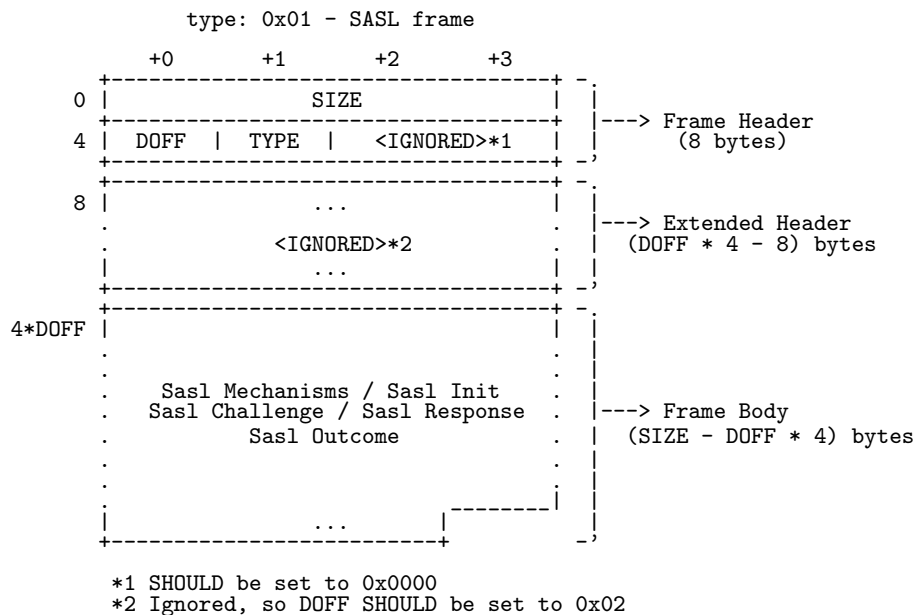 type: 0x01 - SASL frame
+0 +1 +2 +3
0 SIZE
---> Frame Header
4 DOFF | TYPE | <IGNORED>*1 (8 bytes)
8 ...
---> Extended Header
<IGNORED>*2 (DOFF * 4 - 8) bytes
...
4*DOFF
Sasl Mechanisms / Sasl Init
Sasl Challenge / Sasl Response ---> Frame Body
Sasl Outcome (SIZE - DOFF * 4) bytes
...
*1 SHOULD be set to 0x0000
*2 Ignored, so DOFF SHOULD be set to 0x02